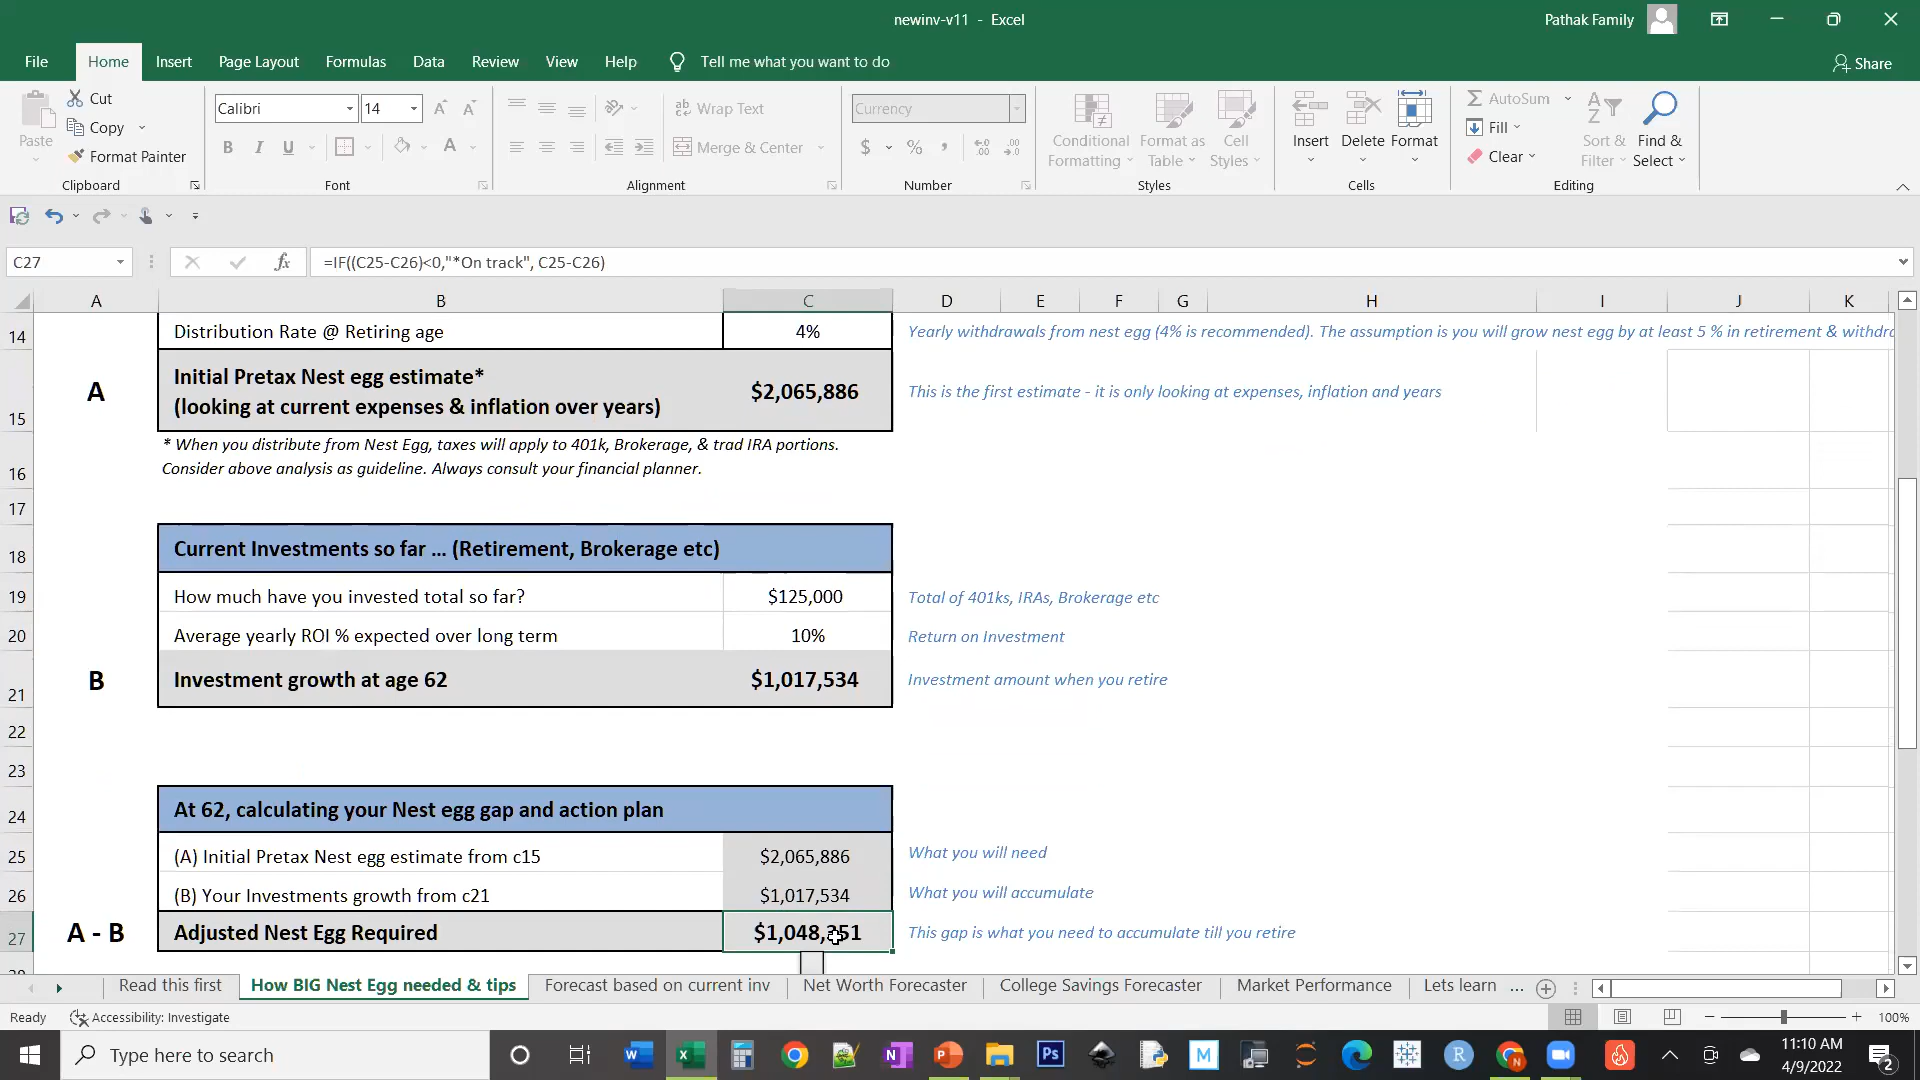 newinv-v11 - Excel
Pathak Family
File Home Insert Page Layout Formulas Data Review View Help Tell me what you want to do
Share
Paste
Cut
Copy
Format Painter
Clipboard
Calibri 14
B I U
Font
Wrap Text
Merge & Center
Alignment
Currency
$ % ,
Number
Conditional Formatting
Format as Table
Cell Styles
Styles
Insert Delete Format
Cells
AutoSum
Fill
Clear
Sort & Filter
Find & Select
Editing
C27 fx =IF((C25-C26)<0,"*On track", C25-C26)
A B C D E F G H I J K
14 Distribution Rate @ Retiring age 4% Yearly withdrawals from nest egg (4% is recommended). The assumption is you will grow nest egg by at least 5 % in retirement & withdra
A Initial Pretax Nest egg estimate*
(looking at current expenses & inflation over years) $2,065,886 This is the first estimate - it is only looking at expenses, inflation and years
15
* When you distribute from Nest Egg, taxes will apply to 401k, Brokerage, & trad IRA portions.
16 Consider above analysis as guideline. Always consult your financial planner.
17
18 Current Investments so far ... (Retirement, Brokerage etc)
19 How much have you invested total so far? $125,000 Total of 401ks, IRAs, Brokerage etc
20 Average yearly ROI % expected over long term 10% Return on Investment
21 B Investment growth at age 62 $1,017,534 Investment amount when you retire
22
23
24 At 62, calculating your Nest egg gap and action plan
25 (A) Initial Pretax Nest egg estimate from c15 $2,065,886 What you will need
26 (B) Your Investments growth from c21 $1,017,534 What you will accumulate
27 A - B Adjusted Nest Egg Required $1,048,351 This gap is what you need to accumulate till you retire
Read this first How BIG Nest Egg needed & tips Forecast based on current inv Net Worth Forecaster College Savings Forecaster Market Performance Lets learn ...
Ready Accessibility: Investigate 100%
Type here to search
11:10 AM
4/9/2022
2